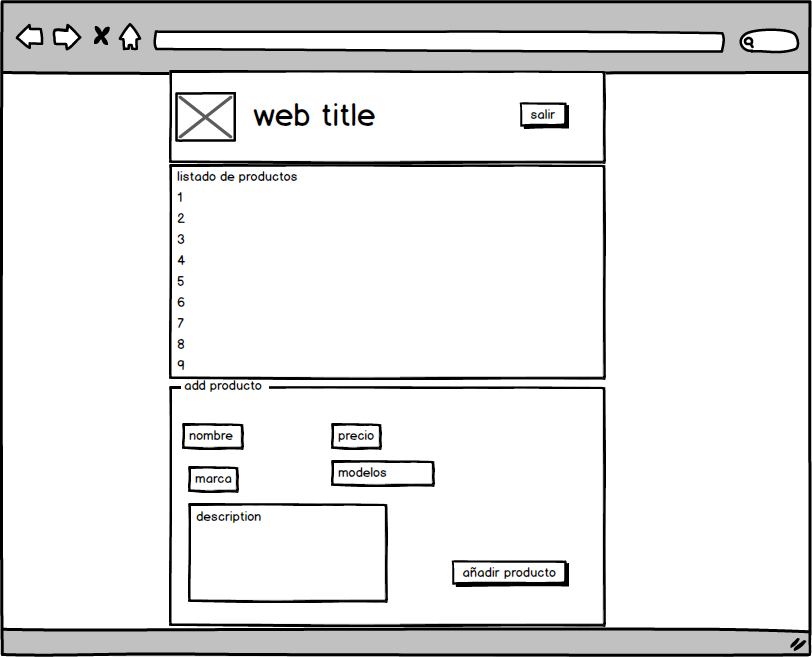 web title
salir
listado de productos
1
2
3
4
5
6
7
8
9
add producto
nombre
precio
marca
modelos
description
añadir producto